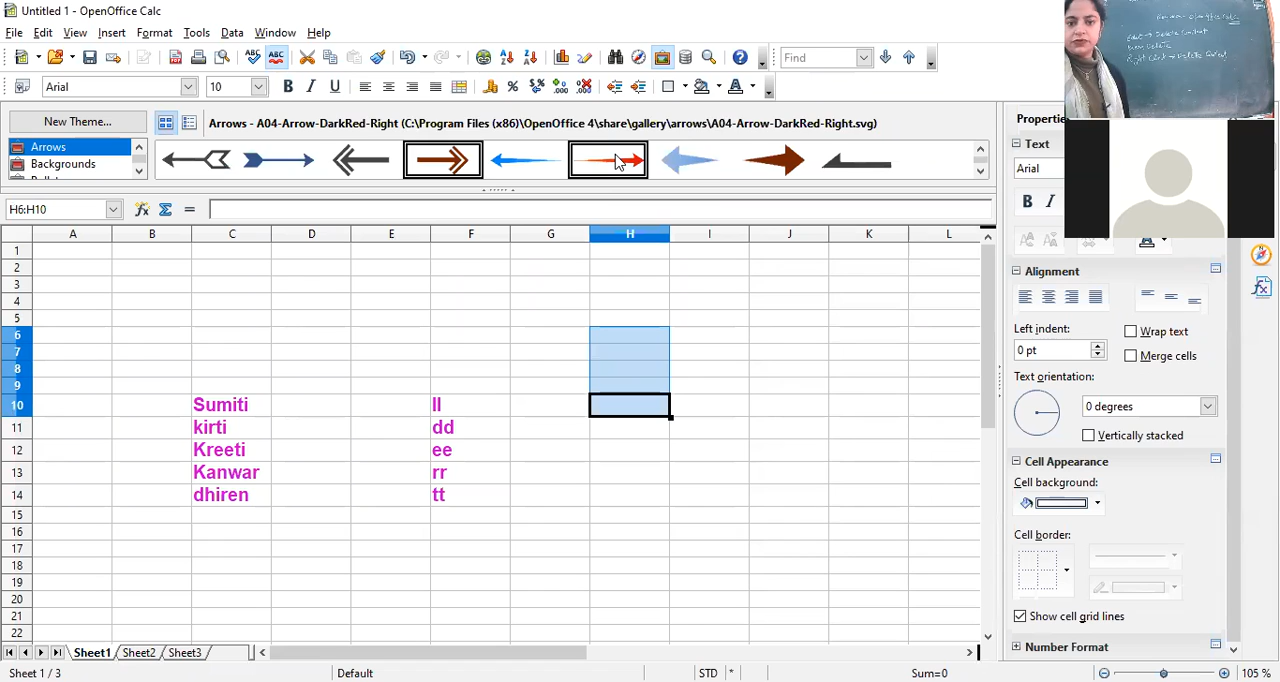 Untitled 1 - OpenOffice Calc
File Edit View Insert Format Tools Data Window Help
Find
Arial 10
New Theme... Arrows - A04-Arrow-DarkRed-Right (C:\Program Files (x86)\OpenOffice 4\share\gallery\arrows\A04-Arrow-DarkRed-Right.svg)
Arrows
Backgrounds
H6:H10
A B C D E F G H I J K L
1
2
3
4
5
6
7
8
9
10 Sumiti ll
11 kirti dd
12 Kreeti ee
13 Kanwar rr
14 dhiren tt
15
16
17
18
19
20
21
22
Sheet1 Sheet2 Sheet3
Sheet 1 / 3 Default STD * Sum=0 105 %
Text
Arial
Alignment
Left indent:
0 pt
Wrap text
Merge cells
Text orientation:
0 degrees
Vertically stacked
Cell Appearance
Cell background:
Cell border:
Show cell grid lines
Number Format